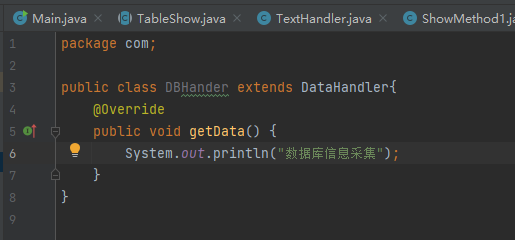 Main.java TableShow.java TextHandler.java ShowMethod1.ja
1 package com;
2
3 public class DBHander extends DataHandler{
4 @Override
5 public void getData() {
6 System.out.println("数据库信息采集");
7 }
8 }
9